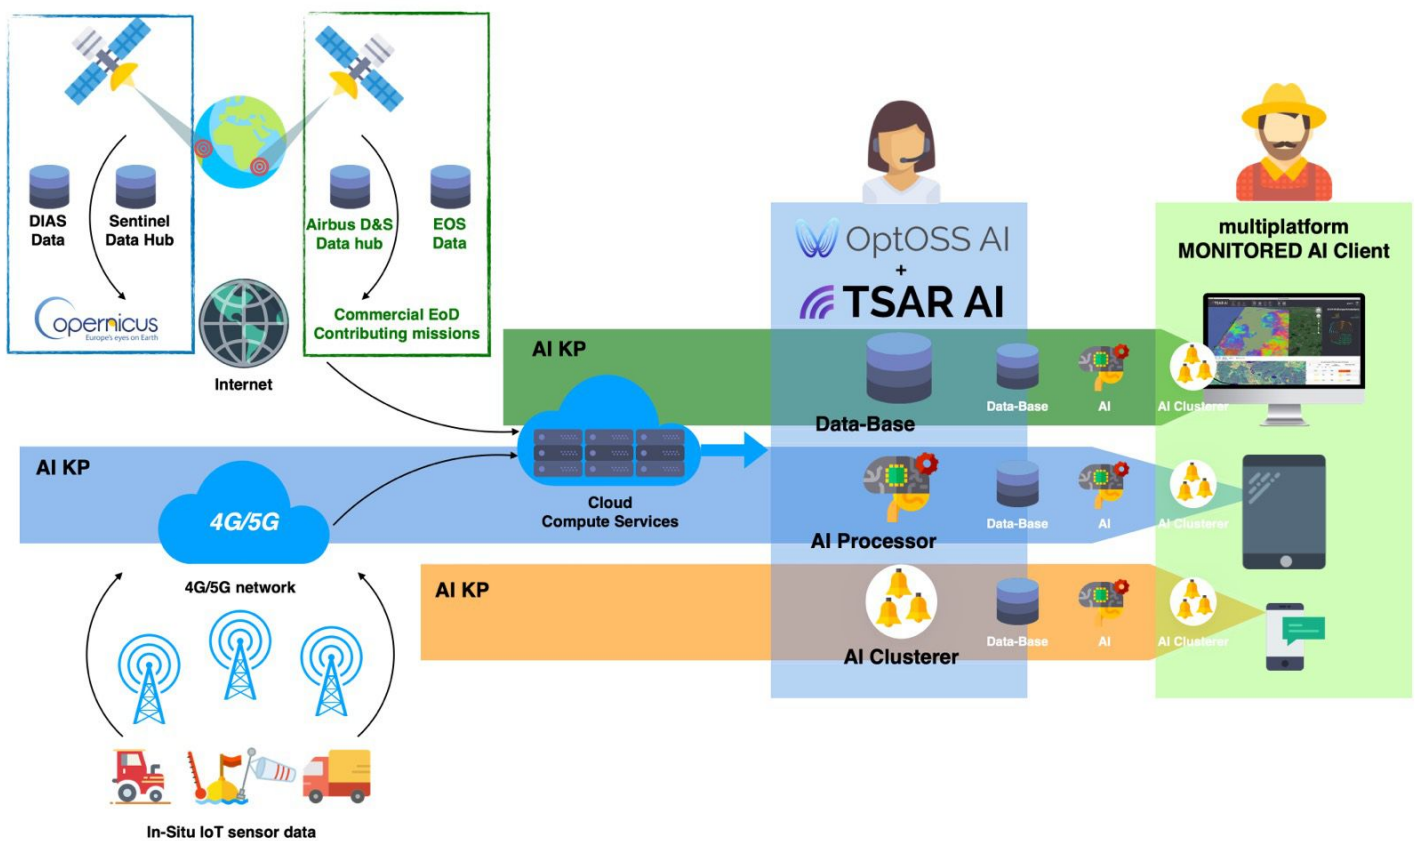 DIAS
Data
Sentinel
Data Hub
opernicus
Europe's eyes on Earth
Airbus D&S
Data hub
EOS
Data
Commercial EoD
Contributing missions
Internet
AI KP
4G/5G
4G/5G network
In-Situ IoT sensor data
Cloud
Compute Services
AI KP
AI KP
OptOSS AI
+
TSAR AI
Data-Base
AI Processor
AI Clusterer
Data-Base
AI
AI Clusterer
Data-Base
AI
AI Clusterer
Data-Base
AI
AI Clusterer
multiplatform
MONITORED AI Client